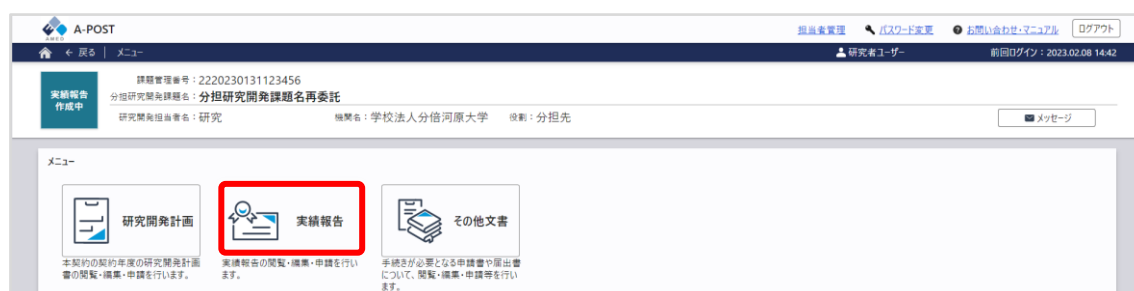 AMED A-POST 担当者管理 パスワード変更 お問い合わせ・マニュアル ログアウト
← 戻る | メニュー 研究者ユーザー 前回ログイン：2023.02.08 14:42
実績報告
作成中
課題管理番号：2220230131123456
分担研究開発課題名：分担研究開発課題名再委託
研究開発担当者名：研究 機関名：学校法人分倍河原大学 役割：分担先 メッセージ
メニュー
研究開発計画 実績報告 その他文書
本契約の契約年度の研究開発計画
書の閲覧・編集・申請を行います。
実績報告の閲覧・編集・申請を行い
ます。
手続きが必要となる申請書や届出書
について、閲覧・編集・申請等を行い
ます。